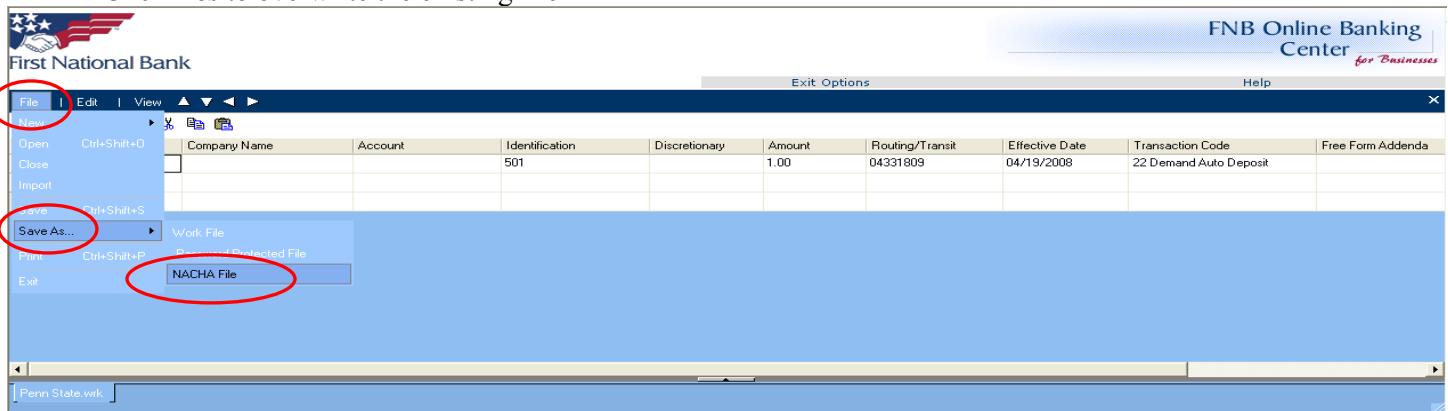 First National Bank
FNB Online Banking
Center
for Businesses
Exit Options Help
File | Edit | View
New
Open Ctrl+Shift+O
Close
Import
Save Ctrl+Shift+S
Save As...
Print Ctrl+Shift+P
Exit
Work File
Password Protected File
NACHA File
Company Name Account Identification Discretionary Amount Routing/Transit Effective Date Transaction Code Free Form Addenda
501 1.00 04331809 04/19/2008 22 Demand Auto Deposit
Penn State.wrk